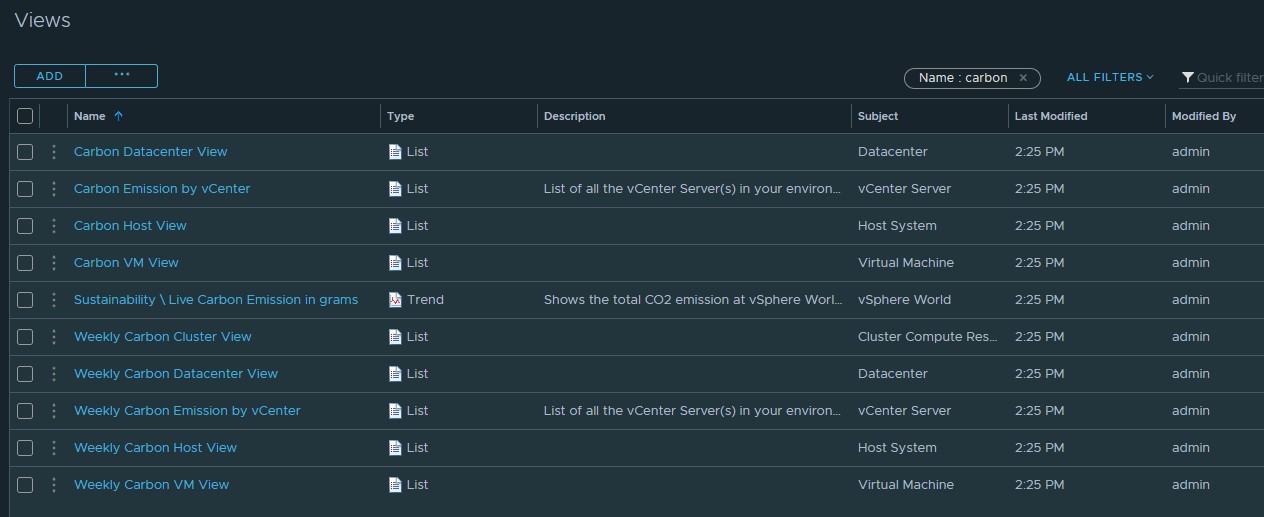 Views
ADD ...
Name : carbon × ALL FILTERS Quick filter
Name Type Description Subject Last Modified Modified By
Carbon Datacenter View List Datacenter 2:25 PM admin
Carbon Emission by vCenter List List of all the vCenter Server(s) in your environ... vCenter Server 2:25 PM admin
Carbon Host View List Host System 2:25 PM admin
Carbon VM View List Virtual Machine 2:25 PM admin
Sustainability \ Live Carbon Emission in grams Trend Shows the total CO2 emission at vSphere Worl... vSphere World 2:25 PM admin
Weekly Carbon Cluster View List Cluster Compute Res... 2:25 PM admin
Weekly Carbon Datacenter View List Datacenter 2:25 PM admin
Weekly Carbon Emission by vCenter List List of all the vCenter Server(s) in your environ... vCenter Server 2:25 PM admin
Weekly Carbon Host View List Host System 2:25 PM admin
Weekly Carbon VM View List Virtual Machine 2:25 PM admin